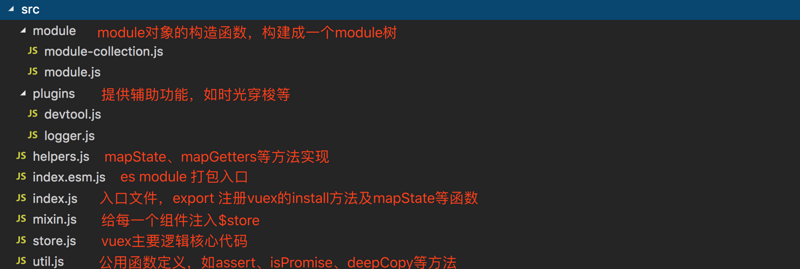 src
module module对象的构造函数，构建成一个module树
JS module-collection.js
JS module.js
plugins 提供辅助功能，如时光穿梭等
JS devtool.js
JS logger.js
JS helpers.js mapState、mapGetters等方法实现
JS index.esm.js es module 打包入口
JS index.js 入口文件，export 注册vuex的install方法及mapState等函数
JS mixin.js 给每一个组件注入$store
JS store.js vuex主要逻辑核心代码
JS util.js 公用函数定义，如assert、isPromise、deepCopy等方法